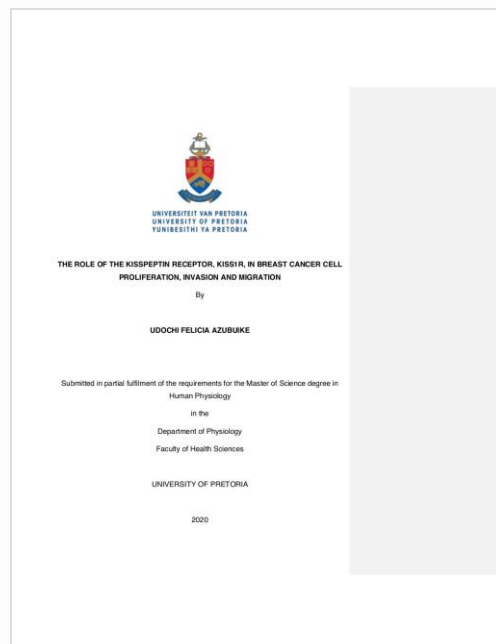 UNIVERSITEIT VAN PRETORIA
UNIVERSITY OF PRETORIA
YUNIBESITHI YA PRETORIA
THE ROLE OF THE KISSPEPTIN RECEPTOR, KISS1R, IN BREAST CANCER CELL
PROLIFERATION, INVASION AND MIGRATION
By
UDOCHI FELICIA AZUBUIKE
Submitted in partial fulfilment of the requirements for the Master of Science degree in
Human Physiology
in the
Department of Physiology
Faculty of Health Sciences
UNIVERSITY OF PRETORIA
2020